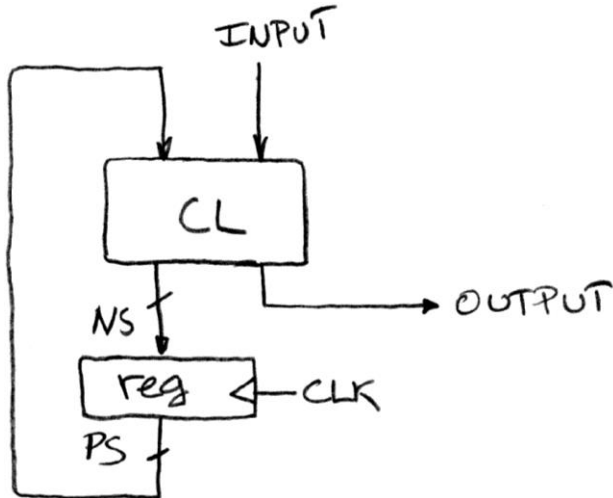 INPUT
CL
NS
OUTPUT
reg
CLK
PS